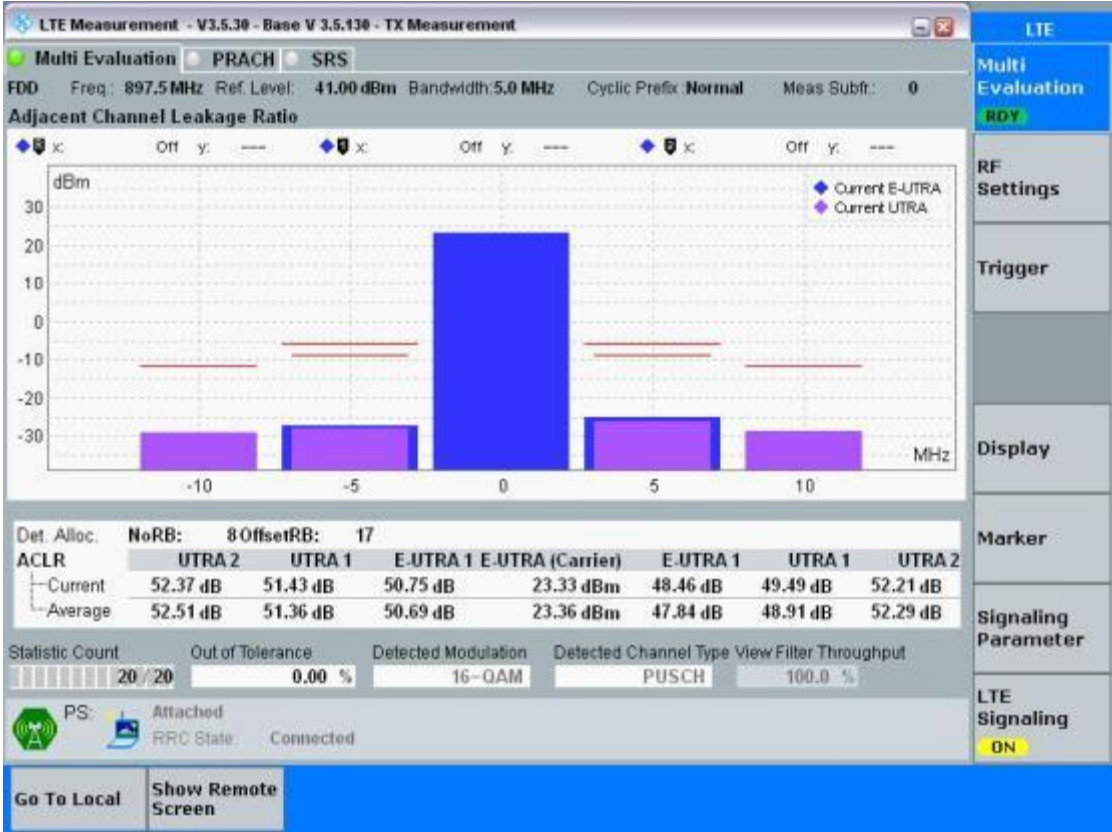 LTE Measurement - V3.5.30 - Base V 3.5.130 - TX Measurement
LTE
Multi Evaluation PRACH SRS
FDD Freq.: 897.5 MHz Ref. Level: 41.00 dBm Bandwidth: 5.0 MHz Cyclic Prefix: Normal Meas Subfr.: 0
Adjacent Channel Leakage Ratio
x: Off y: --- x: Off y: --- x: Off y: ---
dBm
Current E-UTRA
Current UTRA
30
20
10
0
-10
-20
-30
MHz
-10 -5 0 5 10
Det. Alloc. NoRB: 8 OffsetRB: 17
ACLR UTRA 2 UTRA 1 E-UTRA 1 E-UTRA (Carrier) E-UTRA 1 UTRA 1 UTRA 2
Current 52.37 dB 51.43 dB 50.75 dB 23.33 dBm 48.46 dB 49.49 dB 52.21 dB
Average 52.51 dB 51.36 dB 50.69 dB 23.36 dBm 47.84 dB 48.91 dB 52.29 dB
Statistic Count Out of Tolerance Detected Modulation Detected Channel Type View Filter Throughput
20 / 20 0.00 % 16-QAM PUSCH 100.0 %
PS: Attached
RRC State: Connected
Multi
Evaluation
RDY
RF
Settings
Trigger
Display
Marker
Signaling
Parameter
LTE
Signaling
ON
Go To Local
Show Remote
Screen